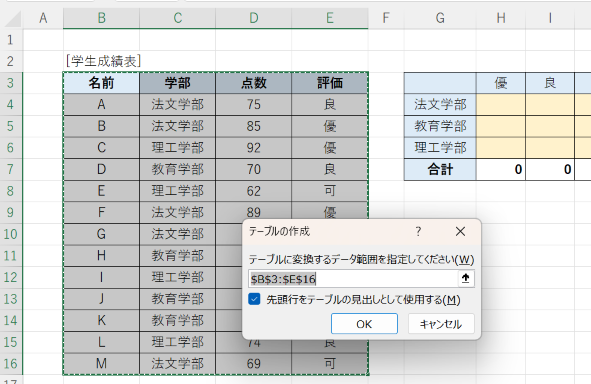 A B C D E F G H I
1
2 [学生成績表]
3 名前 学部 点数 評価 優 良
4 A 法文学部 75 良 法文学部
5 B 法文学部 85 優 教育学部
6 C 理工学部 92 優 理工学部
7 D 教育学部 70 良 合計 0 0
8 E 理工学部 62 可
9 F 法文学部 89 優
10 G 法文学部 テーブルの作成 ? ×
11 H 教育学部 テーブルに変換するデータ範囲を指定してください(W)
12 I 理工学部 $B$3:$E$16
13 J 教育学部 先頭行をテーブルの見出しとして使用する(M)
14 K 教育学部 OK キャンセル
15 L 理工学部 74 良
16 M 法文学部 69 可
17